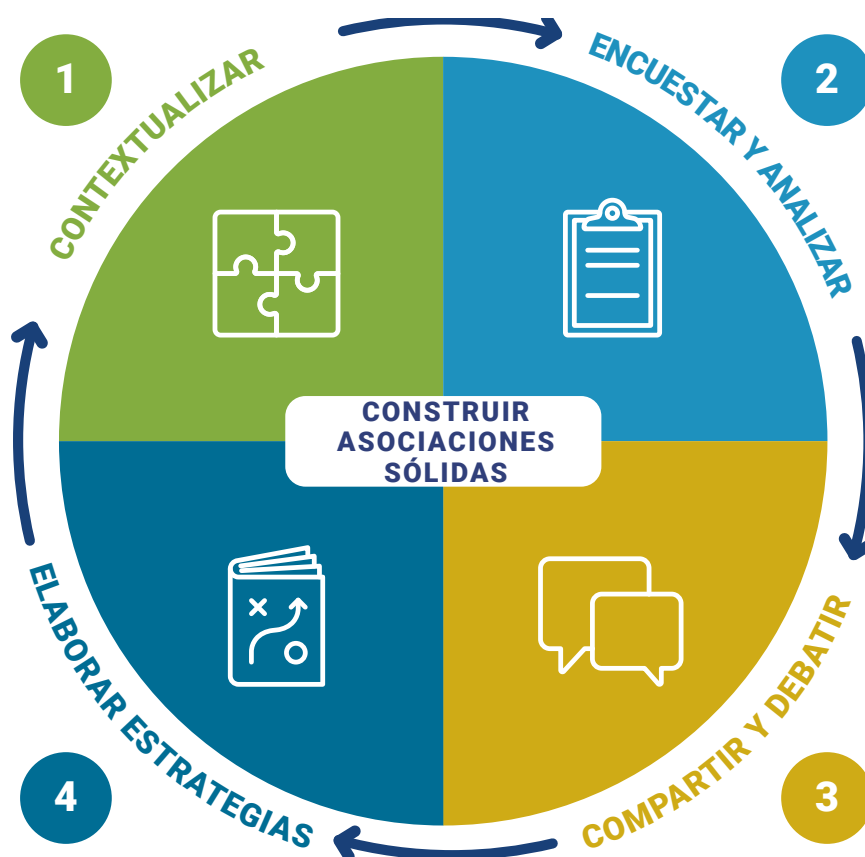 1
CONTEXTUALIZAR
2
ENCUESTAR Y ANALIZAR
CONSTRUIR
ASOCIACIONES
SÓLIDAS
3
COMPARTIR Y DEBATIR
4
ELABORAR ESTRATEGIAS